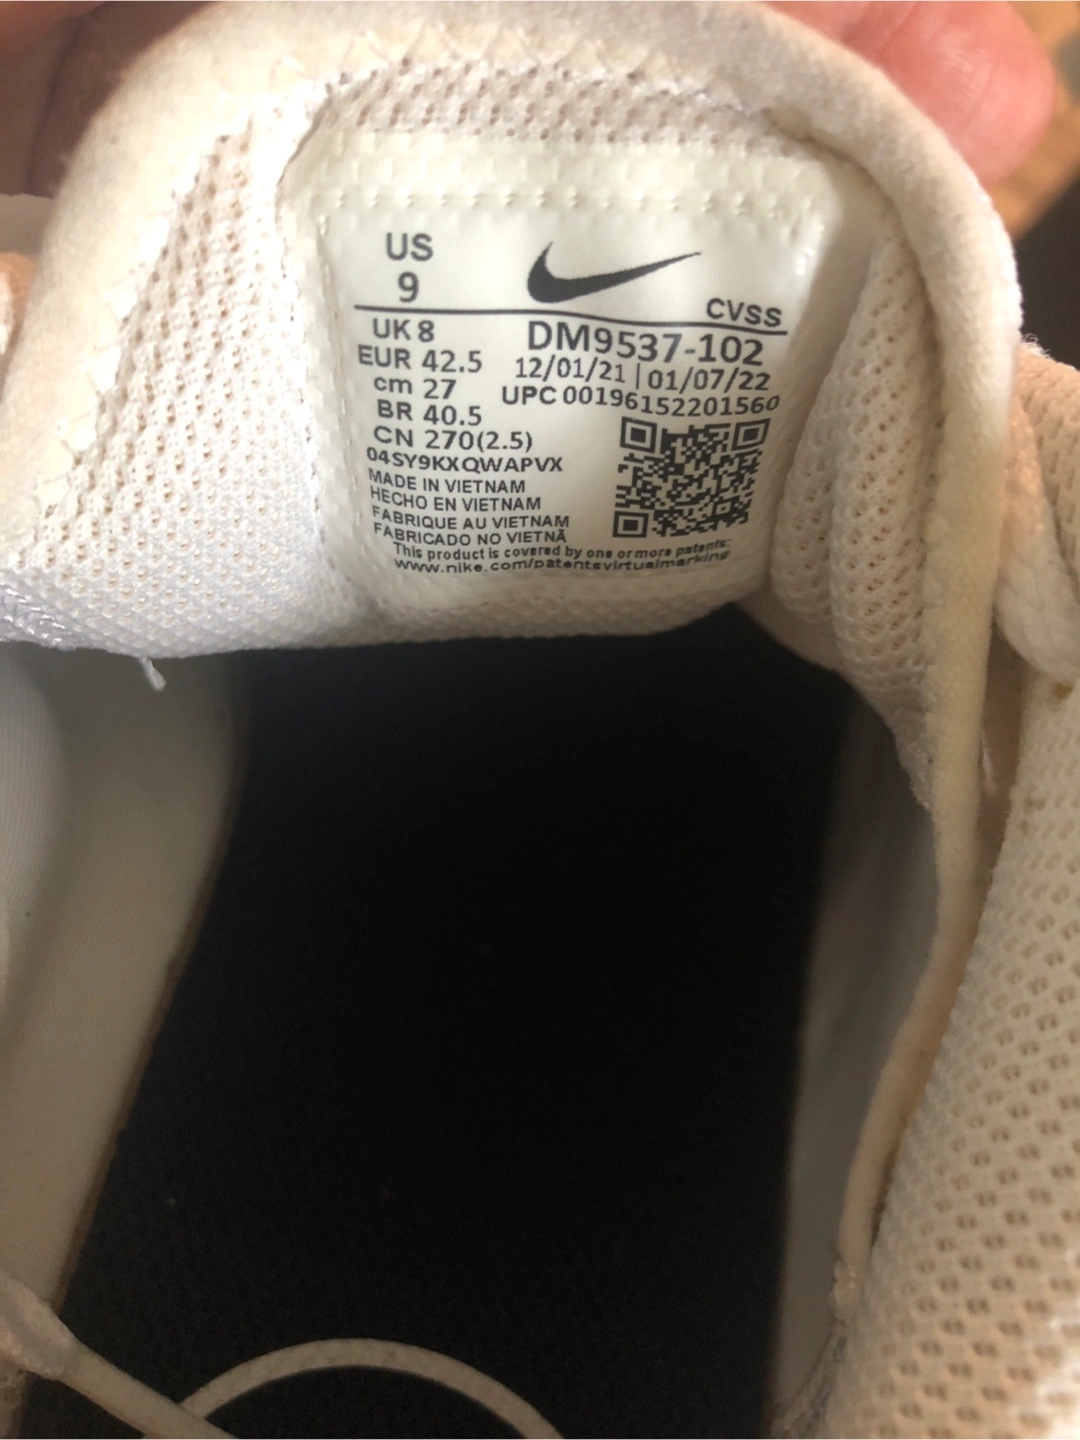 US
9
CVSS
UK 8
DM9537-102
EUR 42.5
12/01/21 | 01/07/22
cm 27
UPC 00196152201560
BR 40.5
CN 270(2.5)
04SY9KXQWAPVX
MADE IN VIETNAM
HECHO EN VIETNAM
FABRIQUE AU VIETNAM
FABRICADO NO VIETNÃ
This product is covered by one or more patents:
www.nike.com/patentsvirtualmarking